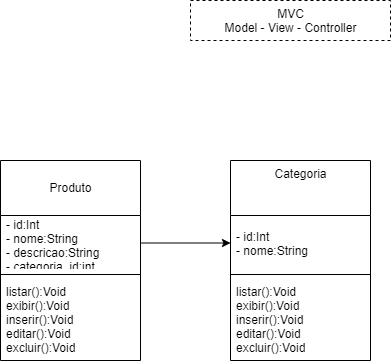 MVC
Model - View - Controller
Produto
- id:Int
- nome:String
- descricao:String
- categoria_id:int
listar():Void
exibir():Void
inserir():Void
editar():Void
excluir():Void
Categoria
- id:Int
- nome:String
listar():Void
exibir():Void
inserir():Void
editar():Void
excluir():Void